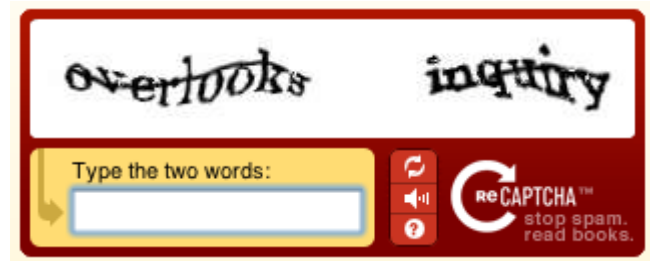 overlooks inquiry
Type the two words:
ReCAPTCHA™
stop spam.
read books.